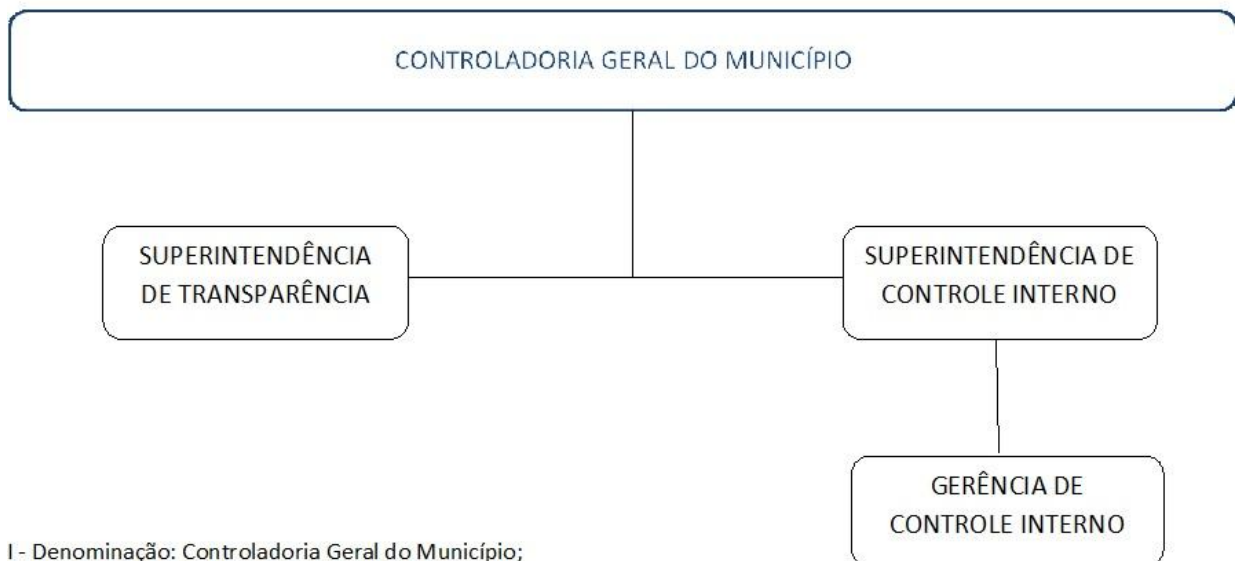 CONTROLADORIA GERAL DO MUNICÍPIO
SUPERINTENDÊNCIA
DE TRANSPARÊNCIA
SUPERINTENDÊNCIA DE
CONTROLE INTERNO
GERÊNCIA DE
CONTROLE INTERNO
I - Denominação: Controladoria Geral do Município;